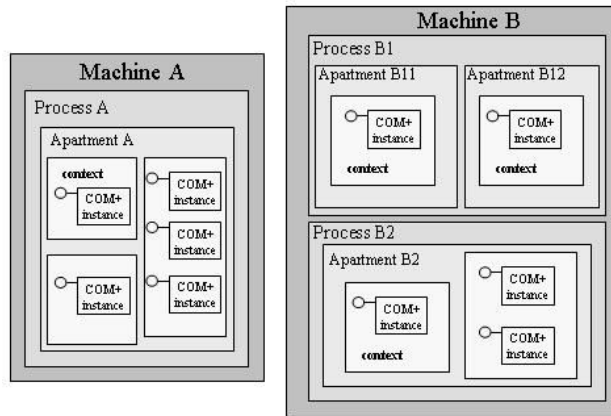 Machine A
Process A
Apartment A
context
COM+
instance
COM+
instance
COM+
instance
COM+
instance
COM+
instance
Machine B
Process B1
Apartment B11
COM+
instance
context
Apartment B12
COM+
instance
context
Process B2
Apartment B2
COM+
instance
context
COM+
instance
COM+
instance